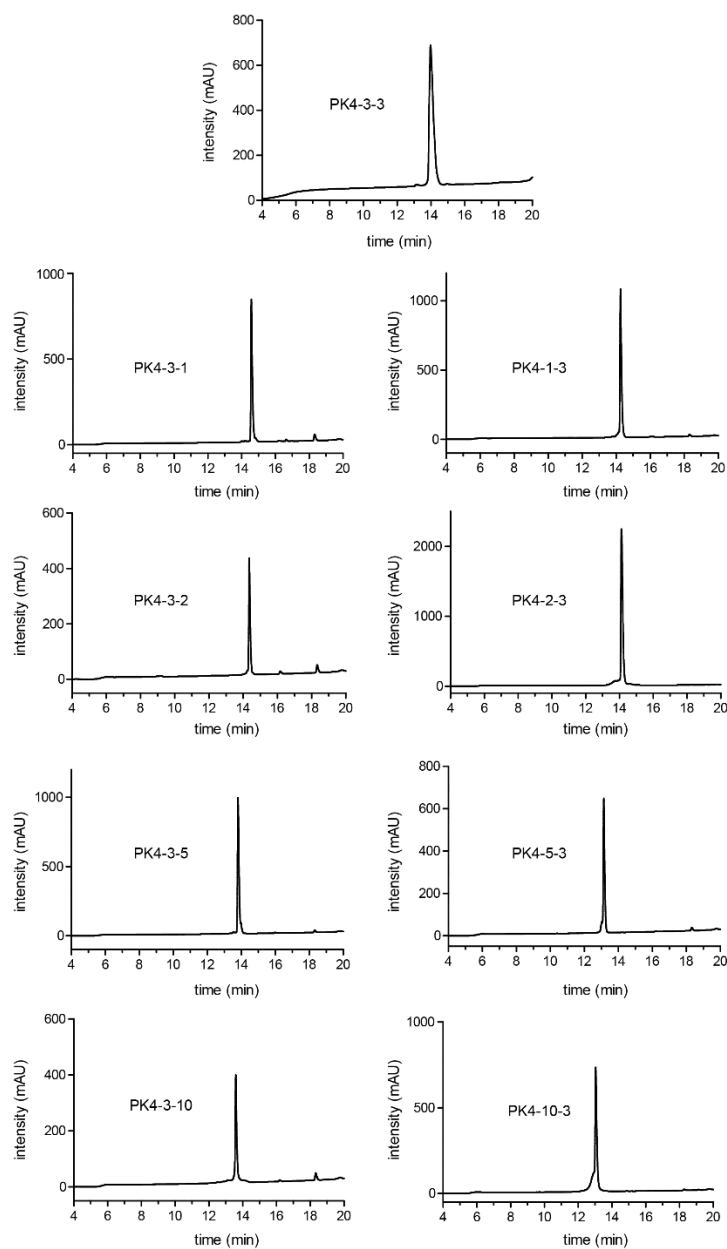 800
600
400
200
0
intensity (mAU)
PK4-3-3
4 6 8 10 12 14 16 18 20
time (min)
1000
500
0
intensity (mAU)
PK4-3-1
4 6 8 10 12 14 16 18 20
time (min)
1000
500
0
intensity (mAU)
PK4-1-3
4 6 8 10 12 14 16 18 20
time (min)
600
400
200
0
intensity (mAU)
PK4-3-2
4 6 8 10 12 14 16 18 20
time (min)
2000
1000
0
intensity (mAU)
PK4-2-3
4 6 8 10 12 14 16 18 20
time (min)
1000
500
0
intensity (mAU)
PK4-3-5
4 6 8 10 12 14 16 18 20
time (min)
800
600
400
200
0
intensity (mAU)
PK4-5-3
4 6 8 10 12 14 16 18 20
time (min)
600
400
200
0
intensity (mAU)
PK4-3-10
4 6 8 10 12 14 16 18 20
time (min)
1000
500
0
intensity (mAU)
PK4-10-3
4 6 8 10 12 14 16 18 20
time (min)